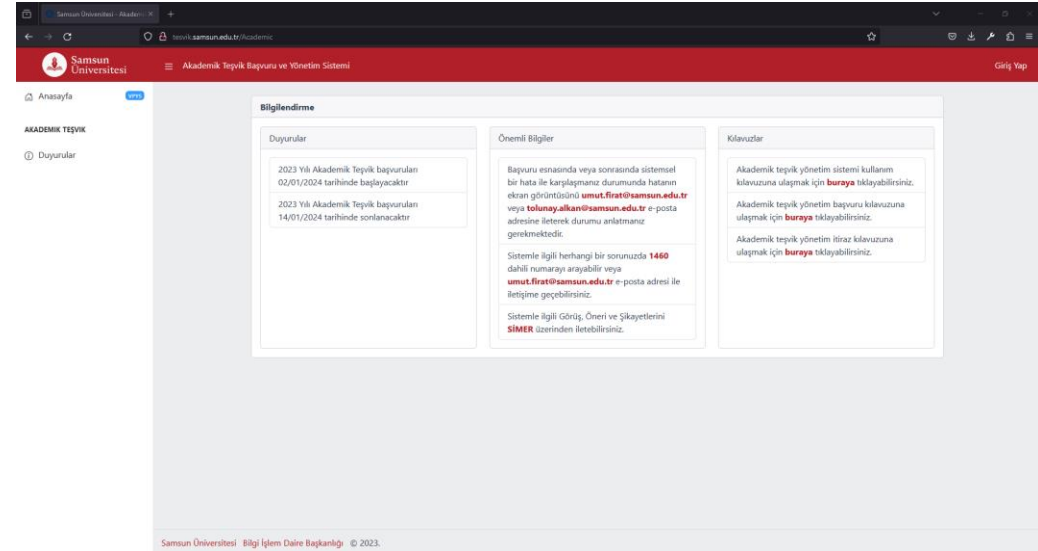 Samsun Üniversitesi - Akademi
tesvik.samsun.edu.tr/Academic
Samsun
Üniversitesi
Akademik Teşvik Başvuru ve Yönetim Sistemi
Giriş Yap
Anasayfa
AKADEMIK TEŞVIK
Duyurular
Bilgilendirme
Duyurular
2023 Yılı Akademik Teşvik başvuruları
02/01/2024 tarihinde başlayacaktır
2023 Yılı Akademik Teşvik başvuruları
14/01/2024 tarihinde sonlanacaktır
Önemli Bilgiler
Başvuru esnasında veya sonrasında sistemsel
bir hata ile karşılaşmanız durumunda hatanın
ekran görüntüsünü umut.firat@samsun.edu.tr
veya tolunay.alkan@samsun.edu.tr e-posta
adresine ileterek durumu anlatmanız
gerekmektedir.
Sistemle ilgili herhangi bir sorunuzda 1460
dahili numarayı arayabilir veya
umut.firat@samsun.edu.tr e-posta adresi ile
iletişime geçebilirsiniz.
Sistemle ilgili Görüş, Öneri ve Şikayetlerini
SİMER üzerinden iletebilirsiniz.
Kılavuzlar
Akademik teşvik yönetim sistemi kullanım
kılavuzuna ulaşmak için buraya tıklayabilirsiniz.
Akademik teşvik yönetim başvuru kılavuzuna
ulaşmak için buraya tıklayabilirsiniz.
Akademik teşvik yönetim itiraz kılavuzuna
ulaşmak için buraya tıklayabilirsiniz.
Samsun Üniversitesi Bilgi İşlem Daire Başkanlığı © 2023.